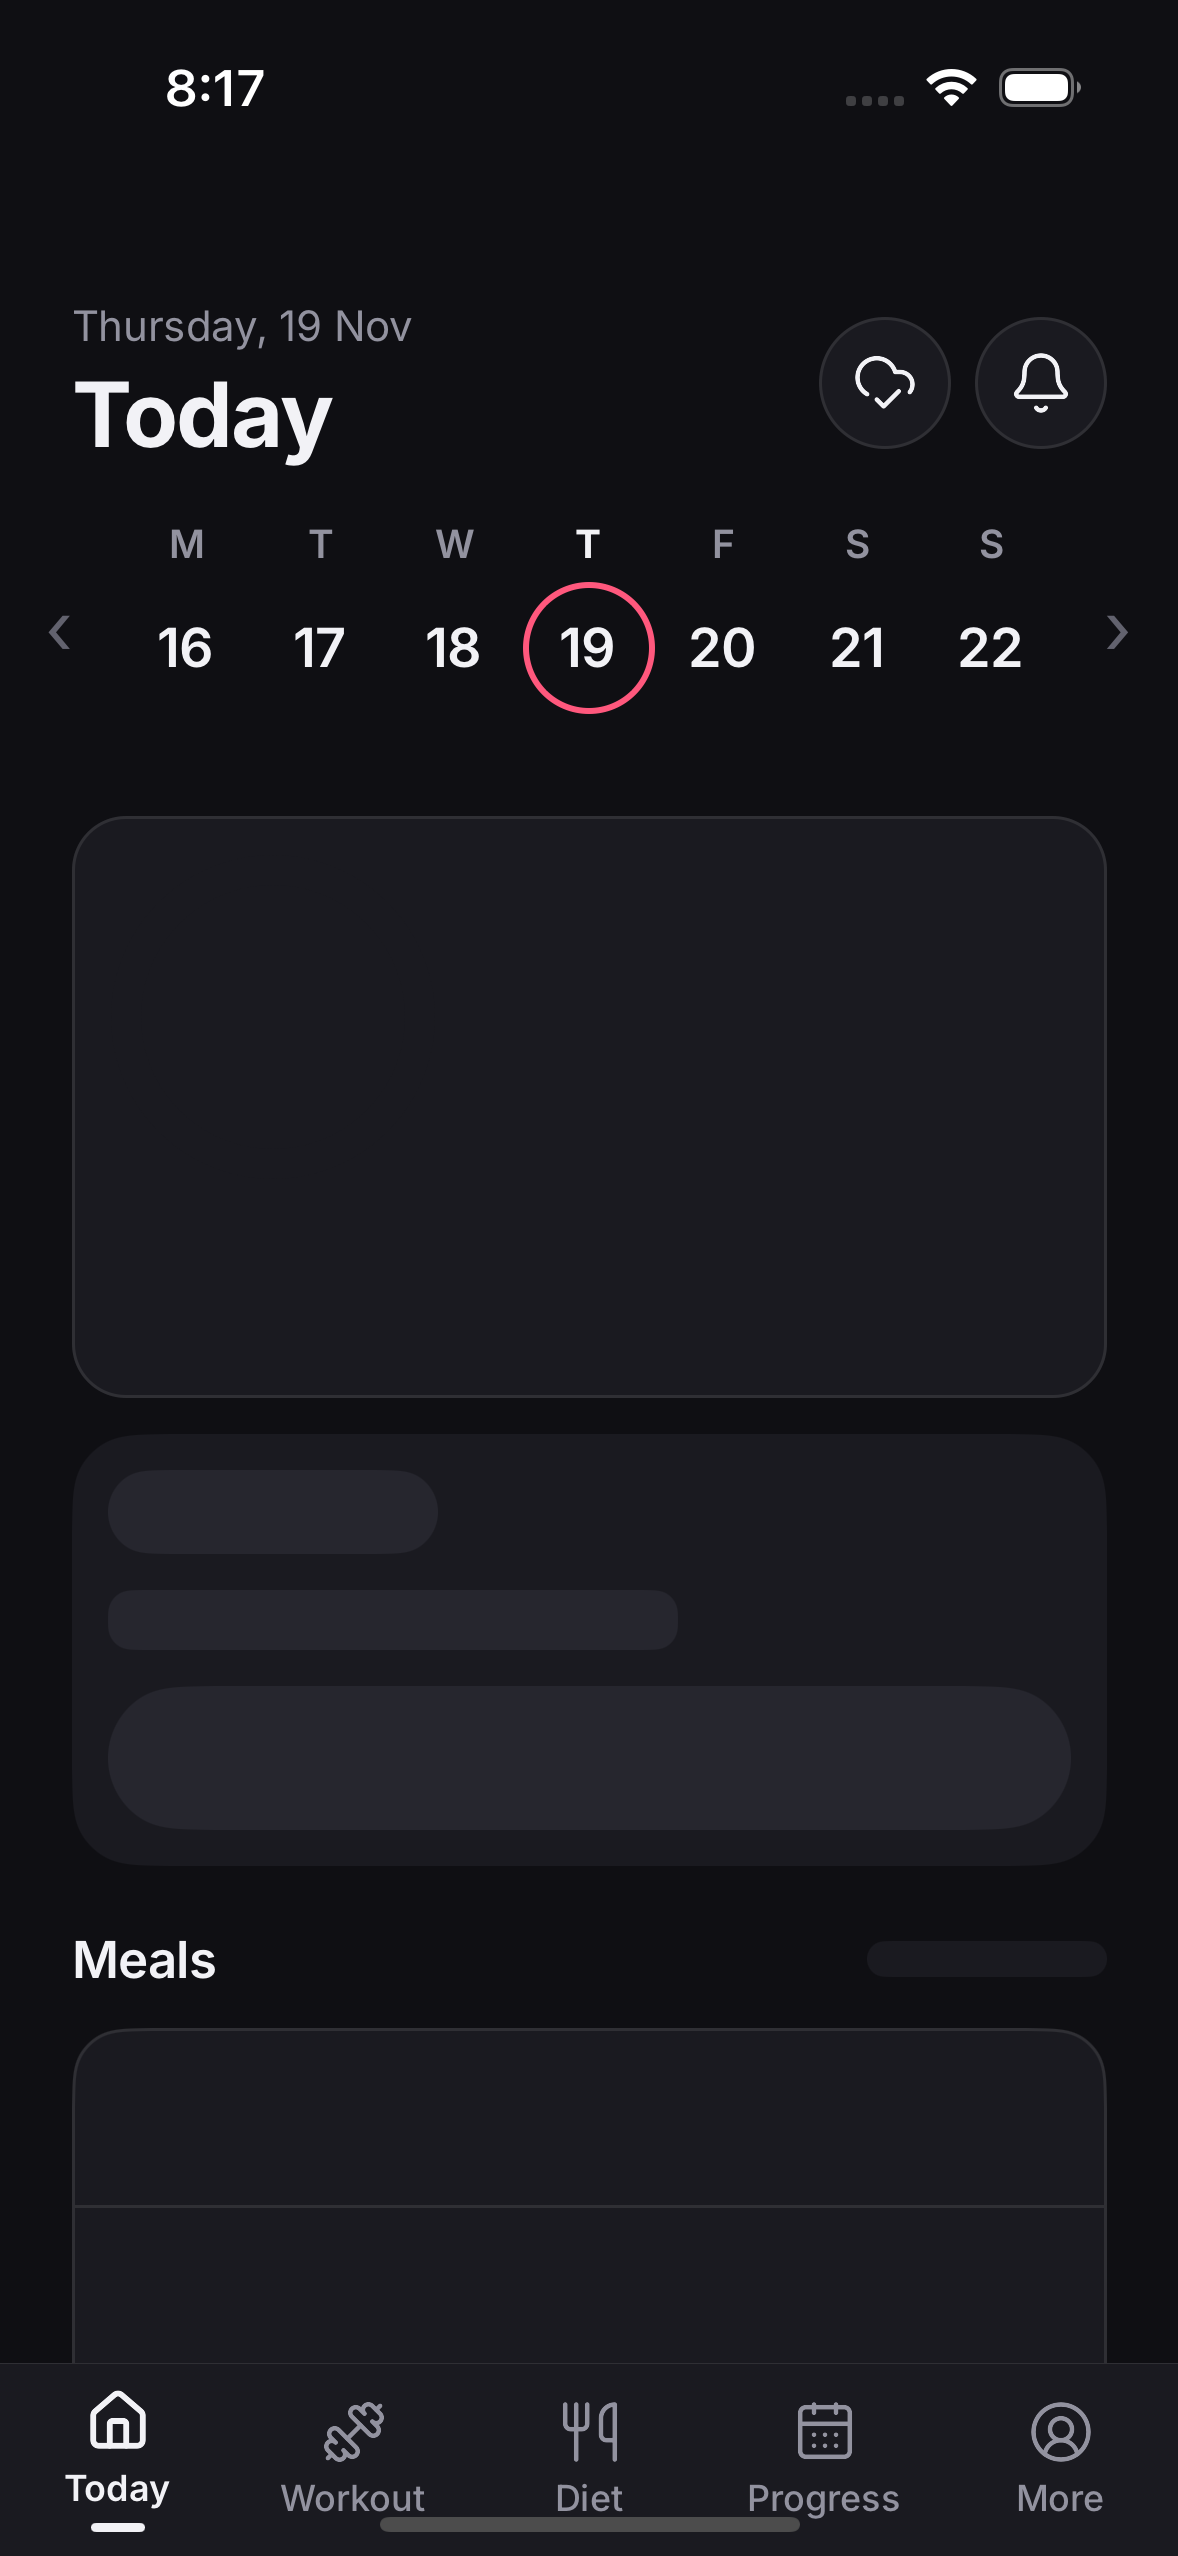 8:17
Thursday, 19 Nov
Today
M T W T F S S
16 17 18 19 20 21 22
Meals
Today Workout Diet Progress More